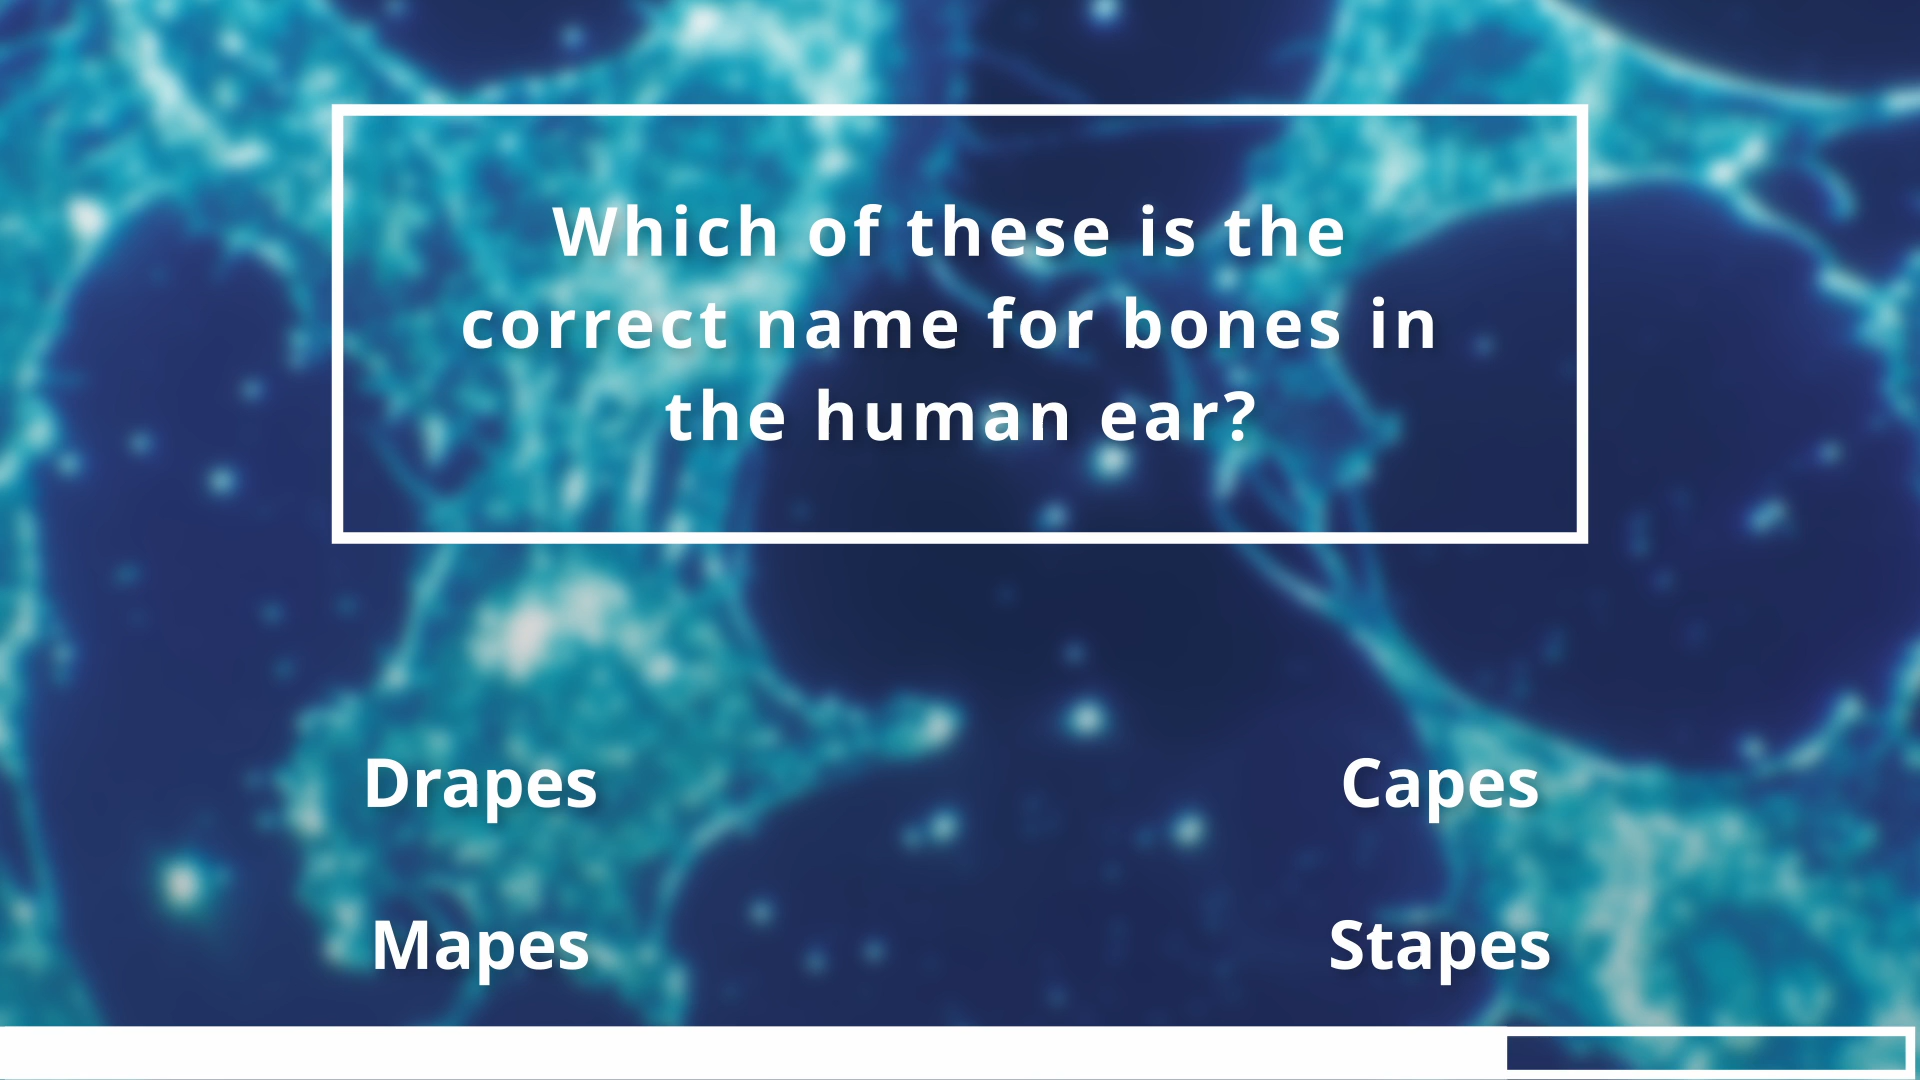 Which of these is the
correct name for bones in
the human ear?
Drapes
Capes
Mapes
Stapes